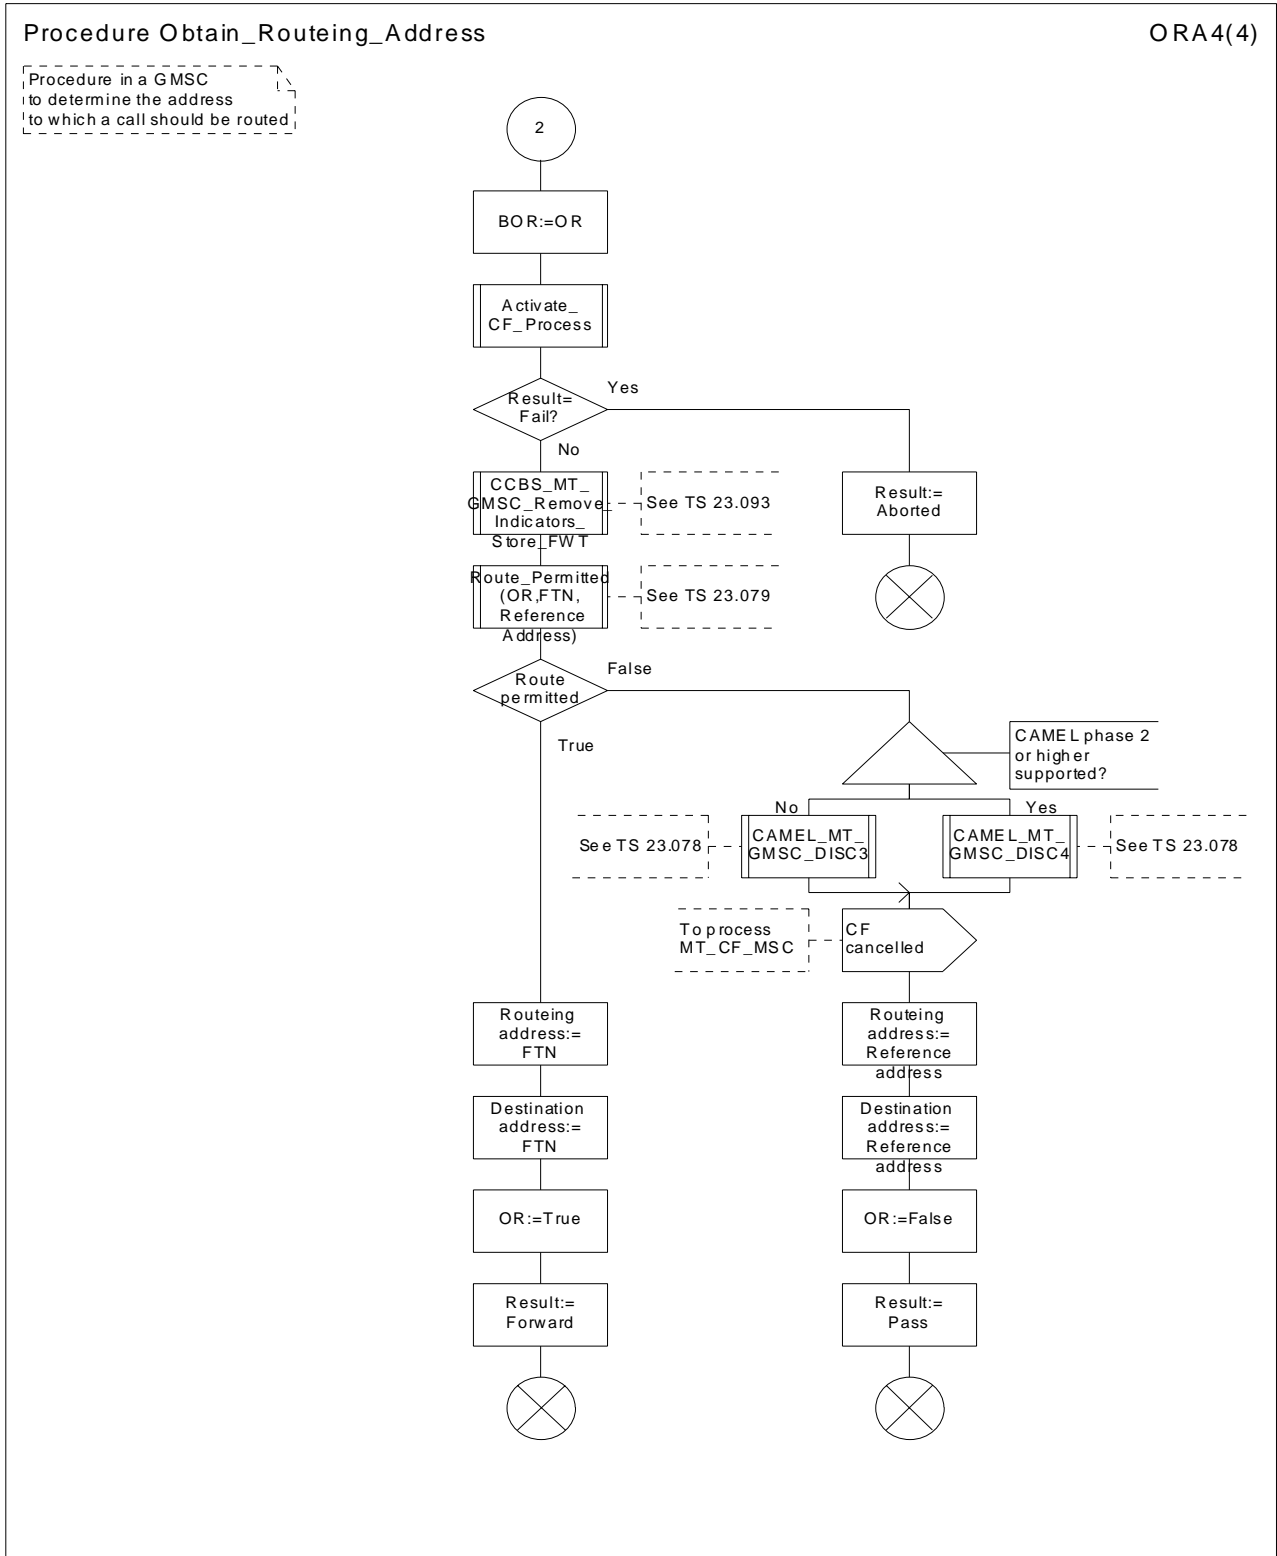 Procedure Obtain_Routeing_Address
ORA4(4)
Procedure in a GMSC
to determine the address
to which a call should be routed
2
BOR:=OR
Activate_
CF_Process
Result=
Fail?
Yes
No
CCBS_MT_
GMSC_Remove_
Indicators_
Store_FWT
See TS 23.093
Result:=
Aborted
Route_Permitted
(OR,FTN,
Reference
Address)
See TS 23.079
Route
permitted
False
True
CAMEL phase 2
or higher
supported?
No
Yes
See TS 23.078
CAMEL_MT_
GMSC_DISC3
CAMEL_MT_
GMSC_DISC4
See TS 23.078
To process
MT_CF_MSC
CF
cancelled
Routeing
address:=
FTN
Routeing
address:=
Reference
address
Destination
address:=
FTN
Destination
address:=
Reference
address
OR:=True
OR:=False
Result:=
Forward
Result:=
Pass